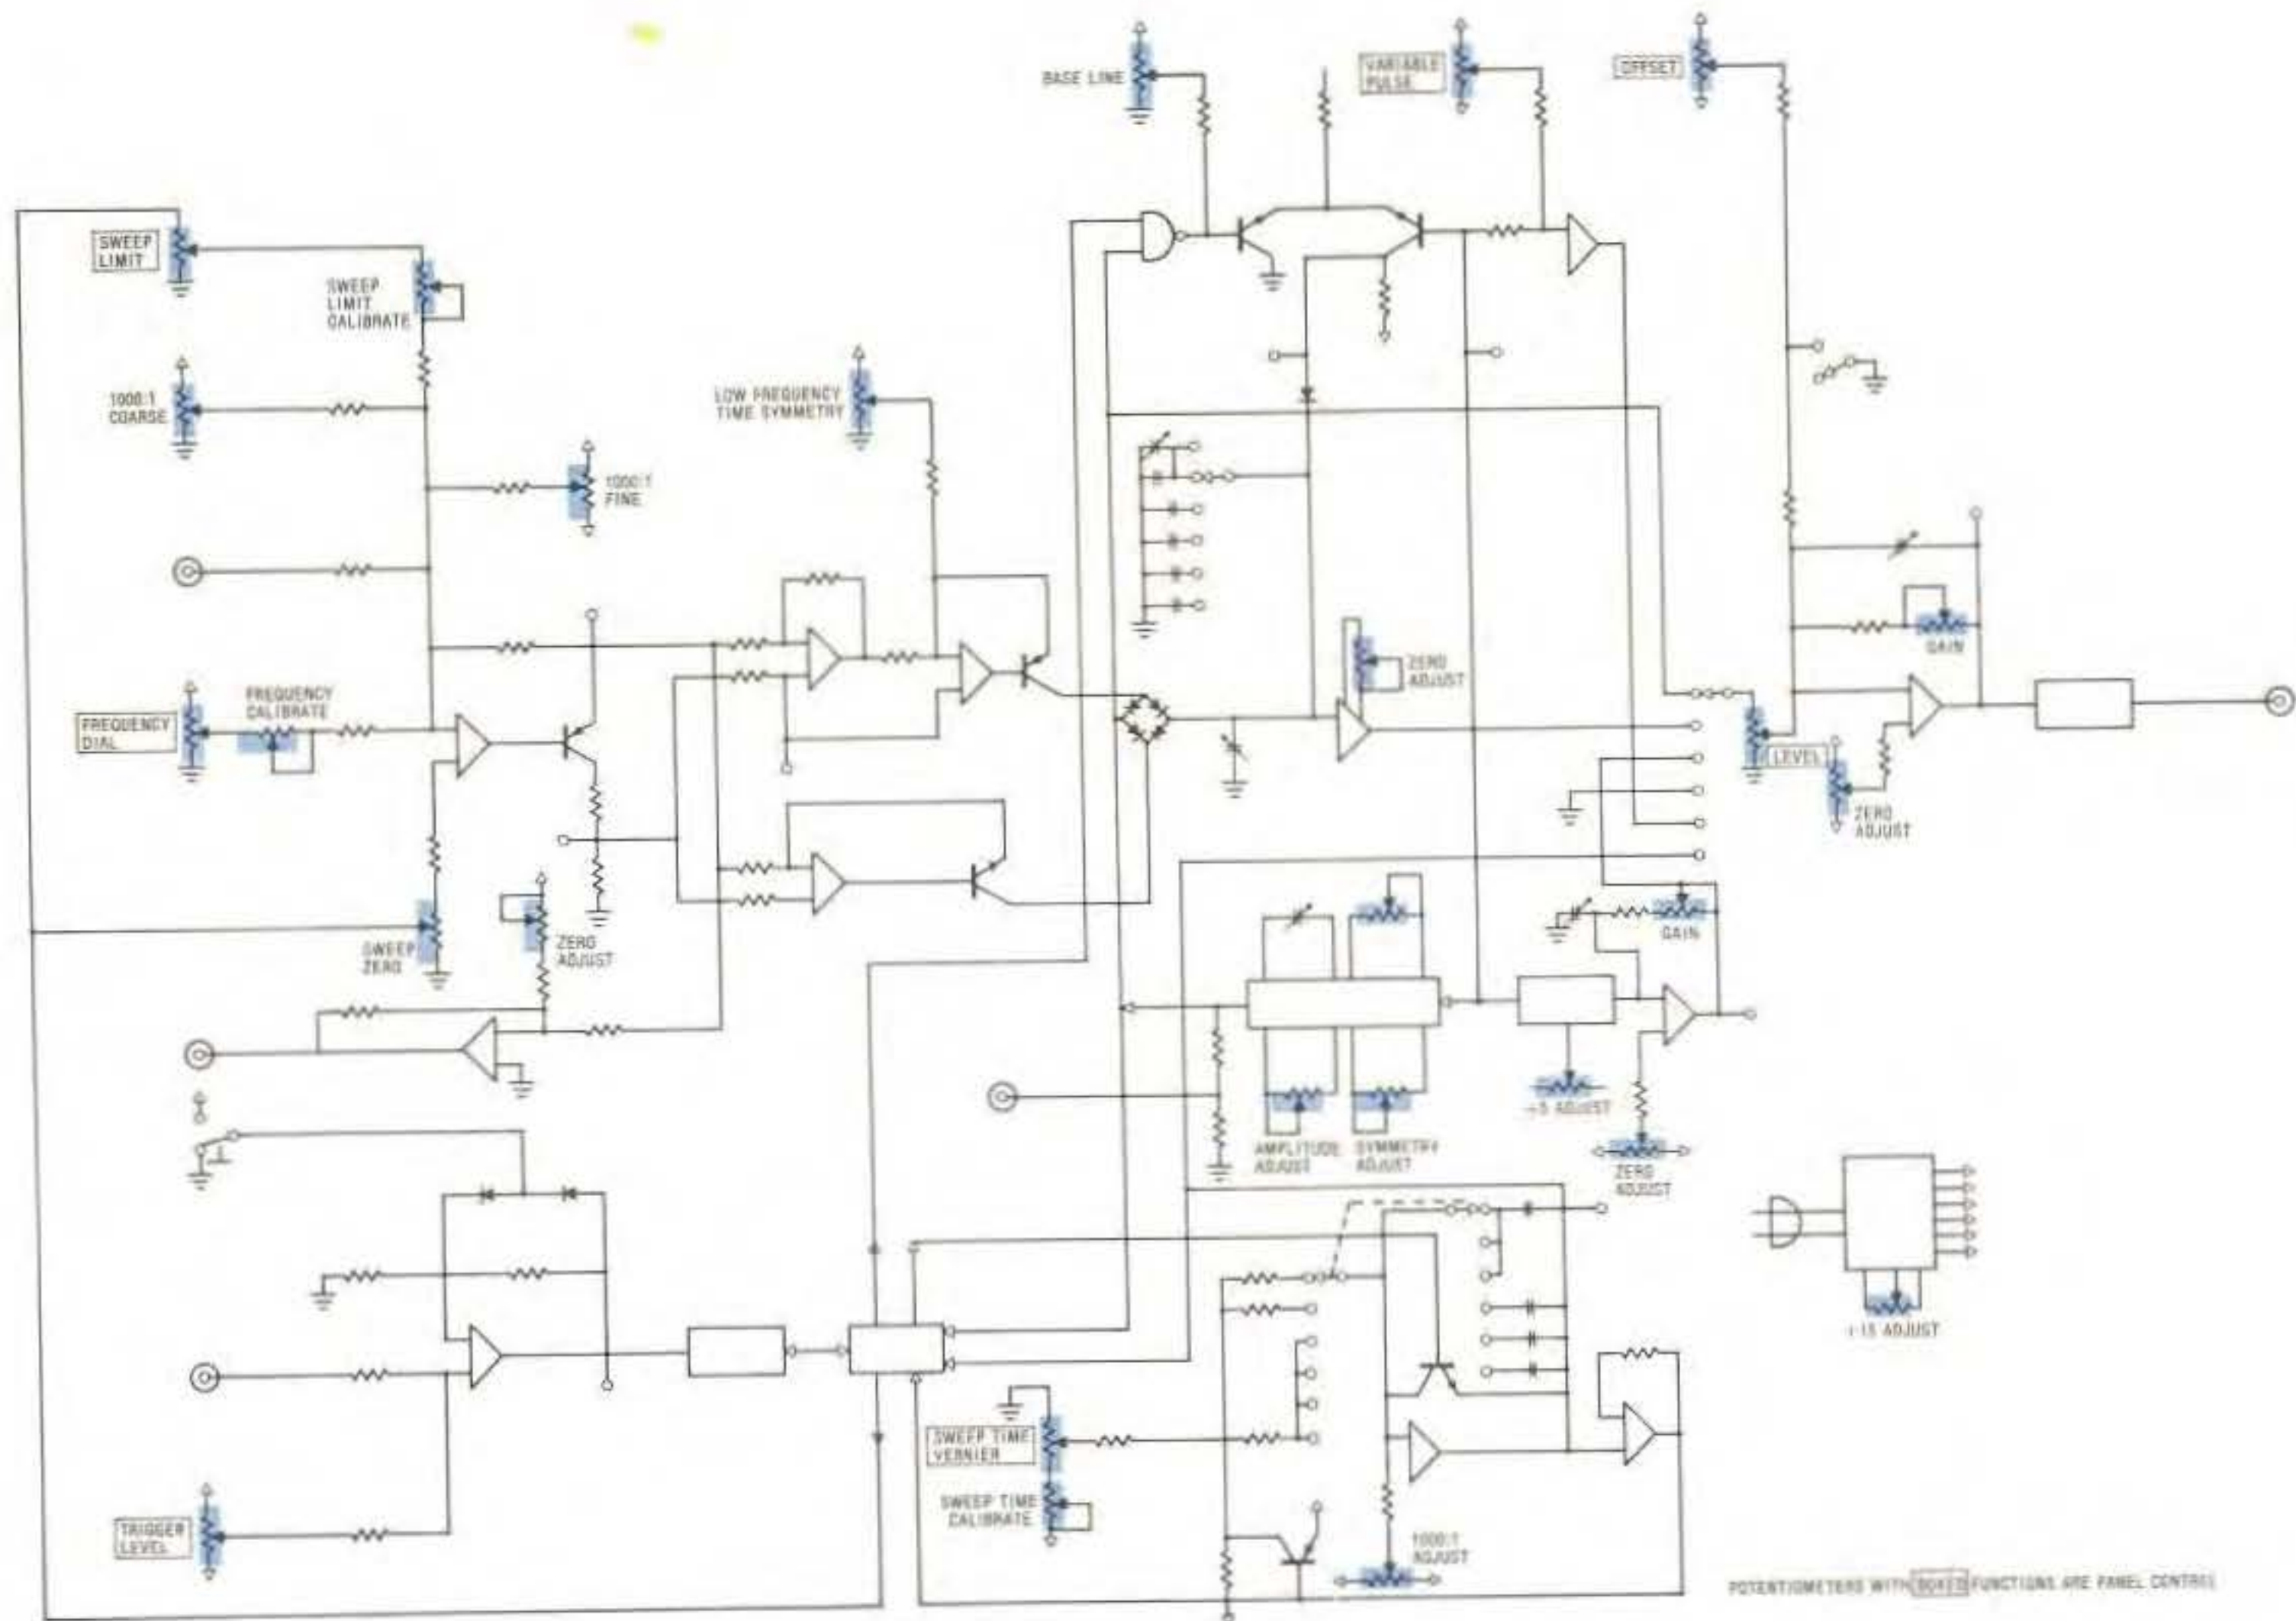 BASE LINE
VARIABLE
PULSE
OFFSET
SWEEP
LIMIT
SWEEP
LIMIT
CALIBRATE
1000:1
COARSE
LOW FREQUENCY
TIME SYMMETRY
1000:1
FINE
FREQUENCY
DIAL
FREQUENCY
CALIBRATE
ZERO
ADJUST
GAIN
LEVEL
ZERO
ADJUST
SWEEP
ZERO
ZERO
ADJUST
GAIN
AMPLITUDE
ADJUST
SYMMETRY
ADJUST
ADJUST
ZERO
ADJUST
ADJUST
SWEEP TIME
VERNIER
SWEEP TIME
CALIBRATE
1000:1
ADJUST
TRIGGER
LEVEL
POTENTIOMETERS WITH BOXED FUNCTIONS ARE PANEL CONTROL